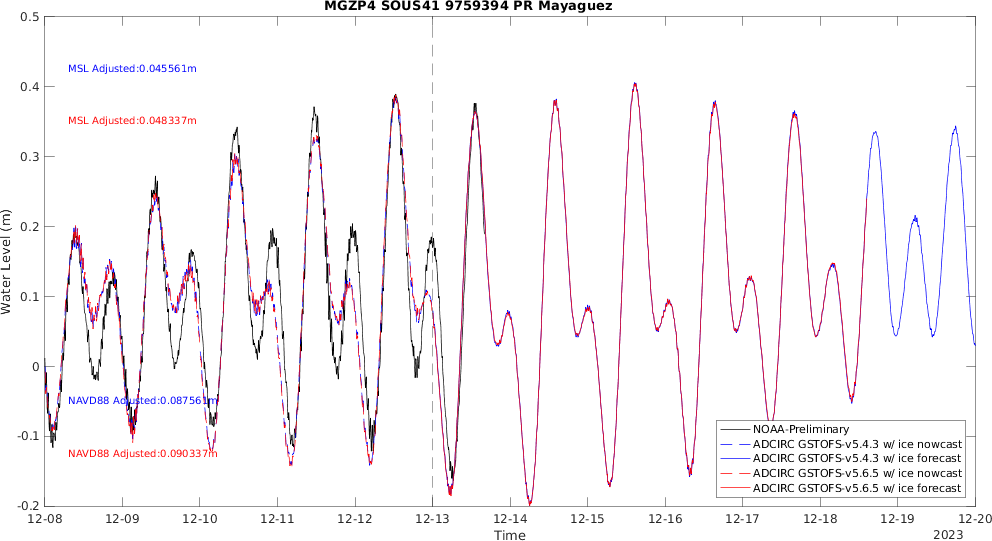 MGZP4 SOUS41 9759394 PR Mayaguez
0.5
0.4
0.3
0.2
0.1
0
-0.1
-0.2
Water Level (m)
MSL Adjusted:0.045561m
MSL Adjusted:0.048337m
NAVD88 Adjusted:0.087561m
NAVD88 Adjusted:0.090337m
NOAA-Preliminary
ADCIRC GSTOFS-v5.4.3 w/ ice nowcast
ADCIRC GSTOFS-v5.4.3 w/ ice forecast
ADCIRC GSTOFS-v5.6.5 w/ ice nowcast
ADCIRC GSTOFS-v5.6.5 w/ ice forecast
12-08 12-09 12-10 12-11 12-12 12-13 12-14 12-15 12-16 12-17 12-18 12-19 12-20
Time
2023